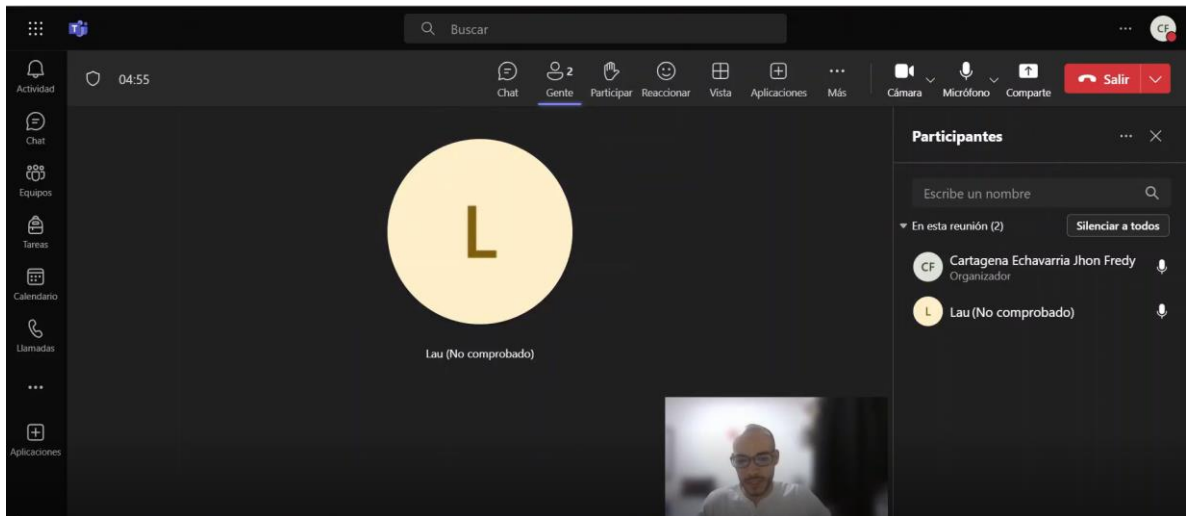 Buscar
CF
Actividad
Chat
Equipos
Tareas
Calendario
Llamadas
Aplicaciones
04:55
Chat
Gente 2
Participar
Reaccionar
Vista
Aplicaciones
Más
Cámara
Micrófono
Comparte
Salir
L
Lau (No comprobado)
Participantes
Escribe un nombre
En esta reunión (2) Silenciar a todos
CF Cartagena Echavarria Jhon Fredy
Organizador
L Lau (No comprobado)